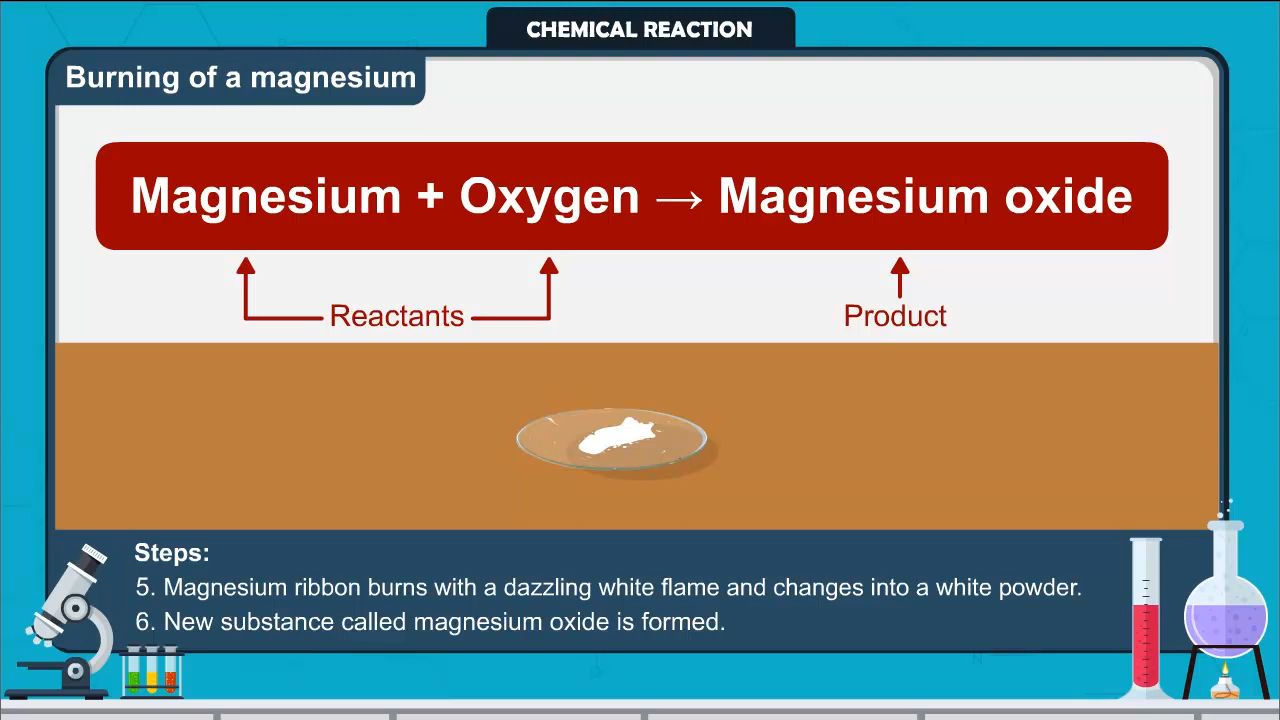 CHEMICAL REACTION
Burning of a magnesium
Magnesium + Oxygen → Magnesium oxide
Reactants
Product
Steps:
5. Magnesium ribbon burns with a dazzling white flame and changes into a white powder.
6. New substance called magnesium oxide is formed.